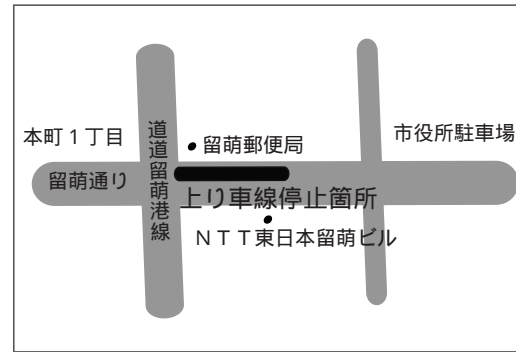 本町１丁目
道道留萌港線
留萌郵便局
市役所駐車場
留萌通り
上り車線停止箇所
ＮＴＴ東日本留萌ビル